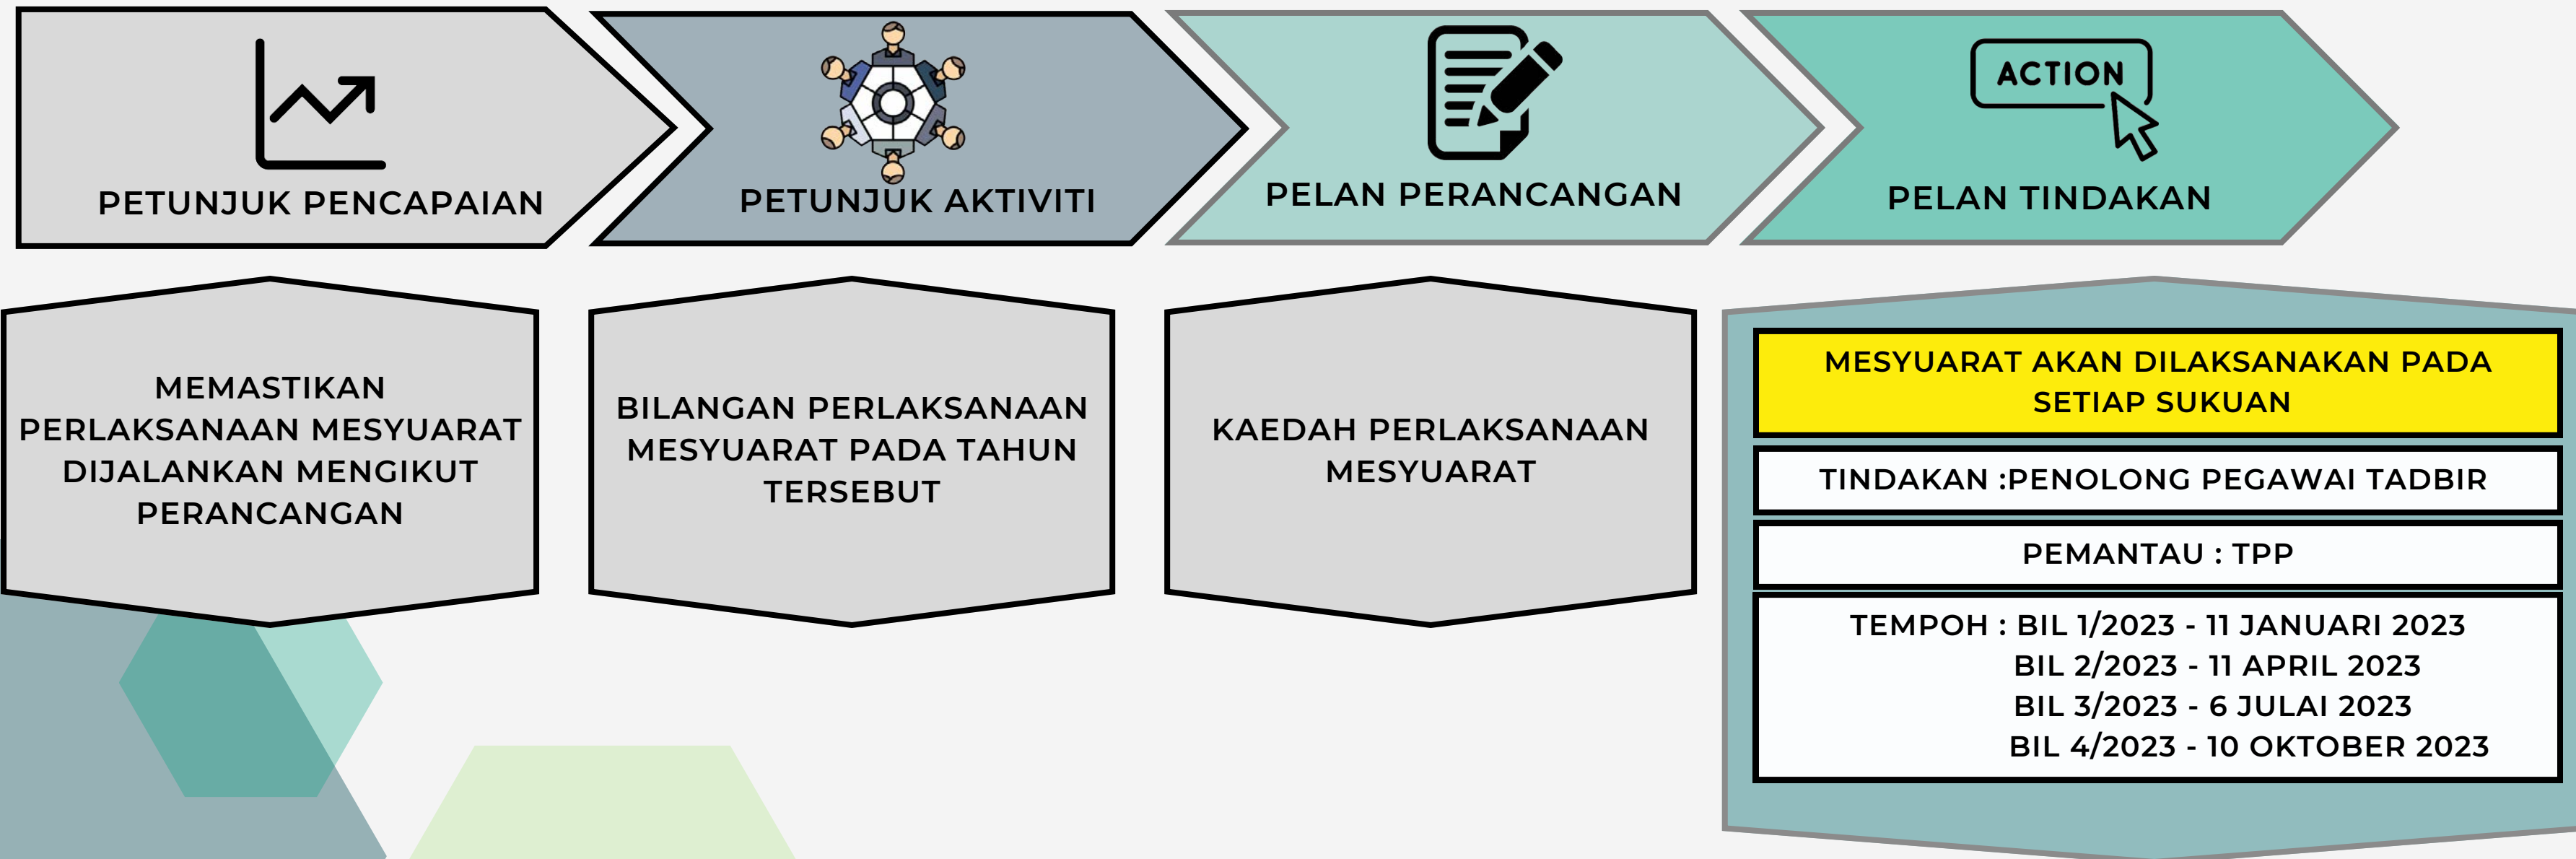 PETUNJUK PENCAPAIAN
PETUNJUK AKTIVITI
PELAN PERANCANGAN
ACTION
PELAN TINDAKAN
MEMASTIKAN
PERLAKSANAAN MESYUARAT
DIJALANKAN MENGIKUT
PERANCANGAN
BILANGAN PERLAKSANAAN
MESYUARAT PADA TAHUN
TERSEBUT
KAEDAH PERLAKSANAAN
MESYUARAT
MESYUARAT AKAN DILAKSANAKAN PADA
SETIAP SUKUAN
TINDAKAN :PENOLONG PEGAWAI TADBIR
PEMANTAU : TPP
TEMPOH : BIL 1/2023 - 11 JANUARI 2023
BIL 2/2023 - 11 APRIL 2023
BIL 3/2023 - 6 JULAI 2023
BIL 4/2023 - 10 OKTOBER 2023